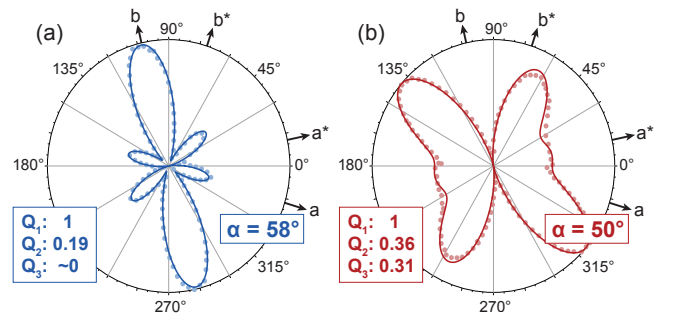 (a)
b
b*
90°
135°
45°
a*
180°
0°
a
Q1: 1
Q2: 0.19
Q3: ~0
α = 58°
315°
270°
(b)
b
b*
90°
135°
45°
a*
180°
0°
a
Q1: 1
Q2: 0.36
Q3: 0.31
α = 50°
315°
270°